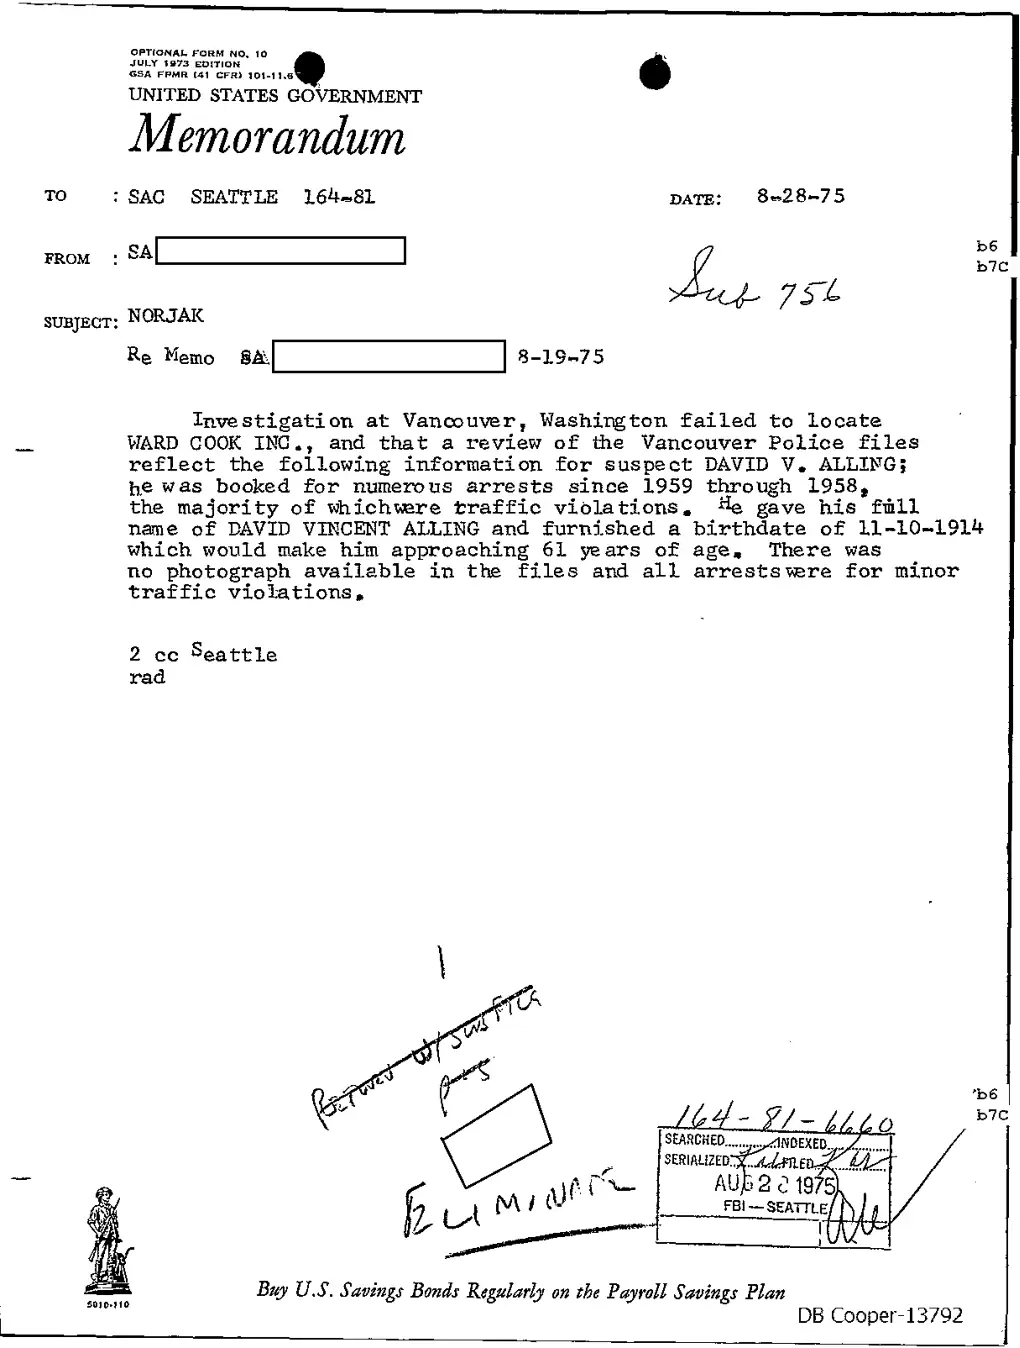 OPTIONAL FORM NO. 10
JULY 1973 EDITION
GSA FPMR (41 CFR) 101-11.6
UNITED STATES GOVERNMENT
Memorandum
TO : SAC SEATTLE 164-81 DATE: 8-28-75
FROM : SA b6
b7C
Sub 756
SUBJECT: NORJAK
Re Memo SA 8-19-75
Investigation at Vancouver, Washington failed to locate
WARD COOK INC., and that a review of the Vancouver Police files
reflect the following information for suspect DAVID V. ALLING;
he was booked for numerous arrests since 1959 through 1958,
the majority of whichwere traffic violations. He gave his full
name of DAVID VINCENT ALLING and furnished a birthdate of 11-10-1914
which would make him approaching 61 years of age. There was
no photograph available in the files and all arrestswere for minor
traffic violations.
2 cc Seattle
rad
b6
b7C
164-81-6660
SEARCHED INDEXED
SERIALIZED FILED
1975
FBI — SEATTLE
ELIMINATE
5010-110
Buy U.S. Savings Bonds Regularly on the Payroll Savings Plan
DB Cooper-13792